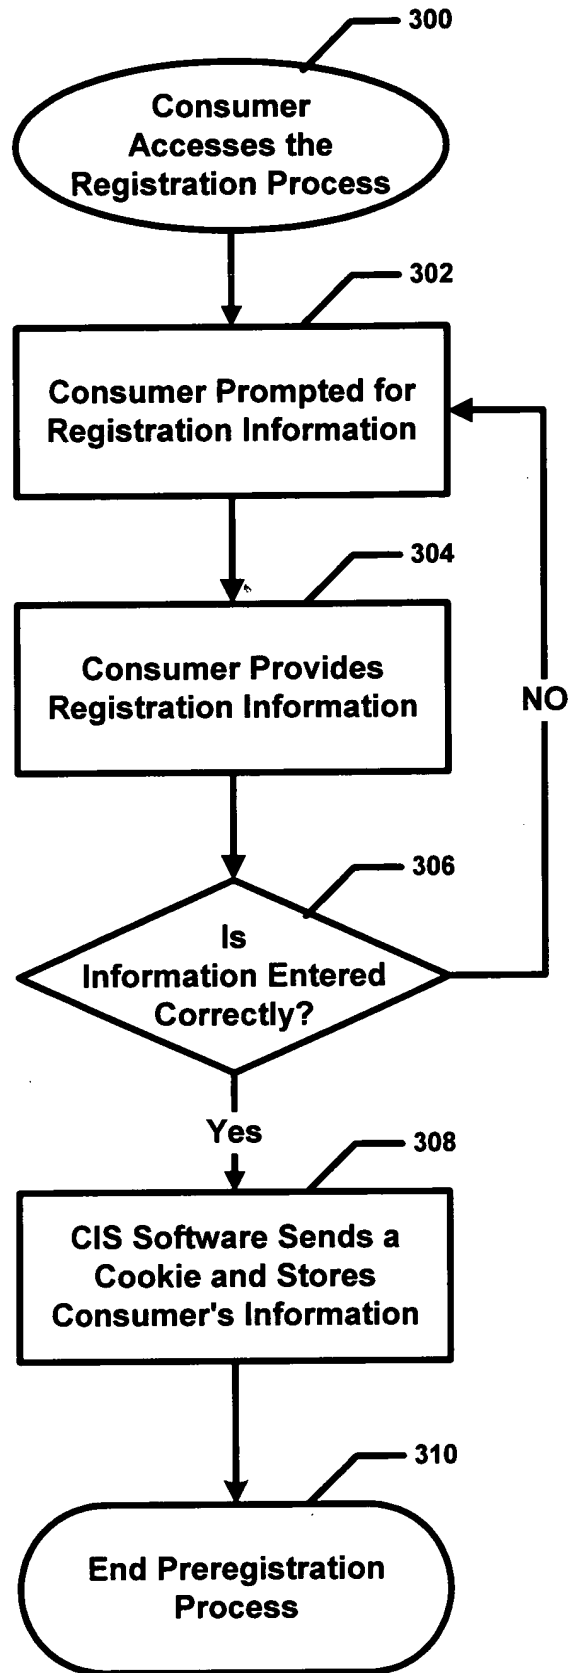 300
Consumer
Accesses the
Registration Process
302
Consumer Prompted for
Registration Information
304
Consumer Provides
Registration Information
NO
306
Is
Information Entered
Correctly?
Yes
308
CIS Software Sends a
Cookie and Stores
Consumer's Information
310
End Preregistration
Process